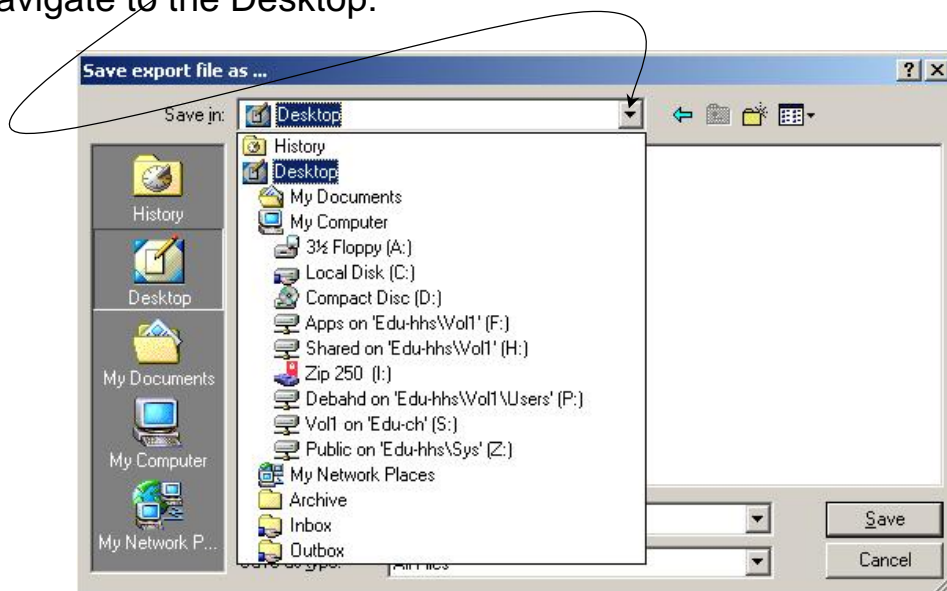 avigate to the Desktop.
Save export file as ...
Save in: Desktop
History
Desktop
My Documents
My Computer
3½ Floppy (A:)
Local Disk (C:)
Compact Disc (D:)
Apps on 'Edu-hhs\Vol1' (F:)
Shared on 'Edu-hhs\Vol1' (H:)
Zip 250 (I:)
Debahd on 'Edu-hhs\Vol1\Users' (P:)
Vol1 on 'Edu-ch' (S:)
Public on 'Edu-hhs\Sys' (Z:)
My Network Places
Archive
Inbox
Outbox
History
Desktop
My Documents
My Computer
My Network P...
Save
All Files
Cancel